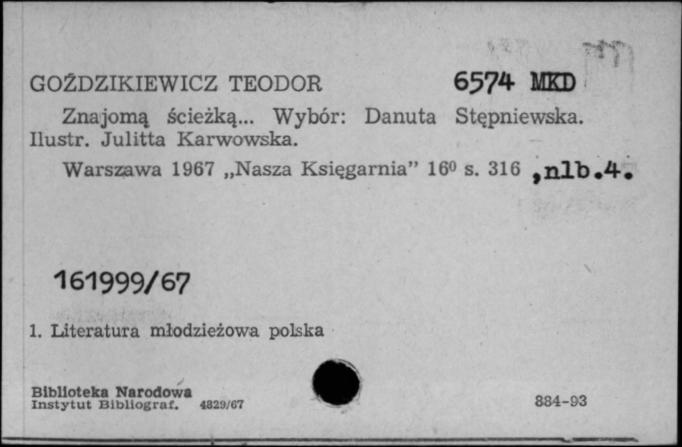 GOŹDZIKIEWICZ TEODOR 6574 MKD
Znajomą ścieżką... Wybór: Danuta Stępniewska.
Ilustr. Julitta Karwowska.
Warszawa 1967 „Nasza Księgarnia” 16⁰ s. 316 ,nlb.4.
161999/67
1. Literatura młodzieżowa polska
Biblioteka Narodowa
Instytut Bibliograf. 4829/67 884-93